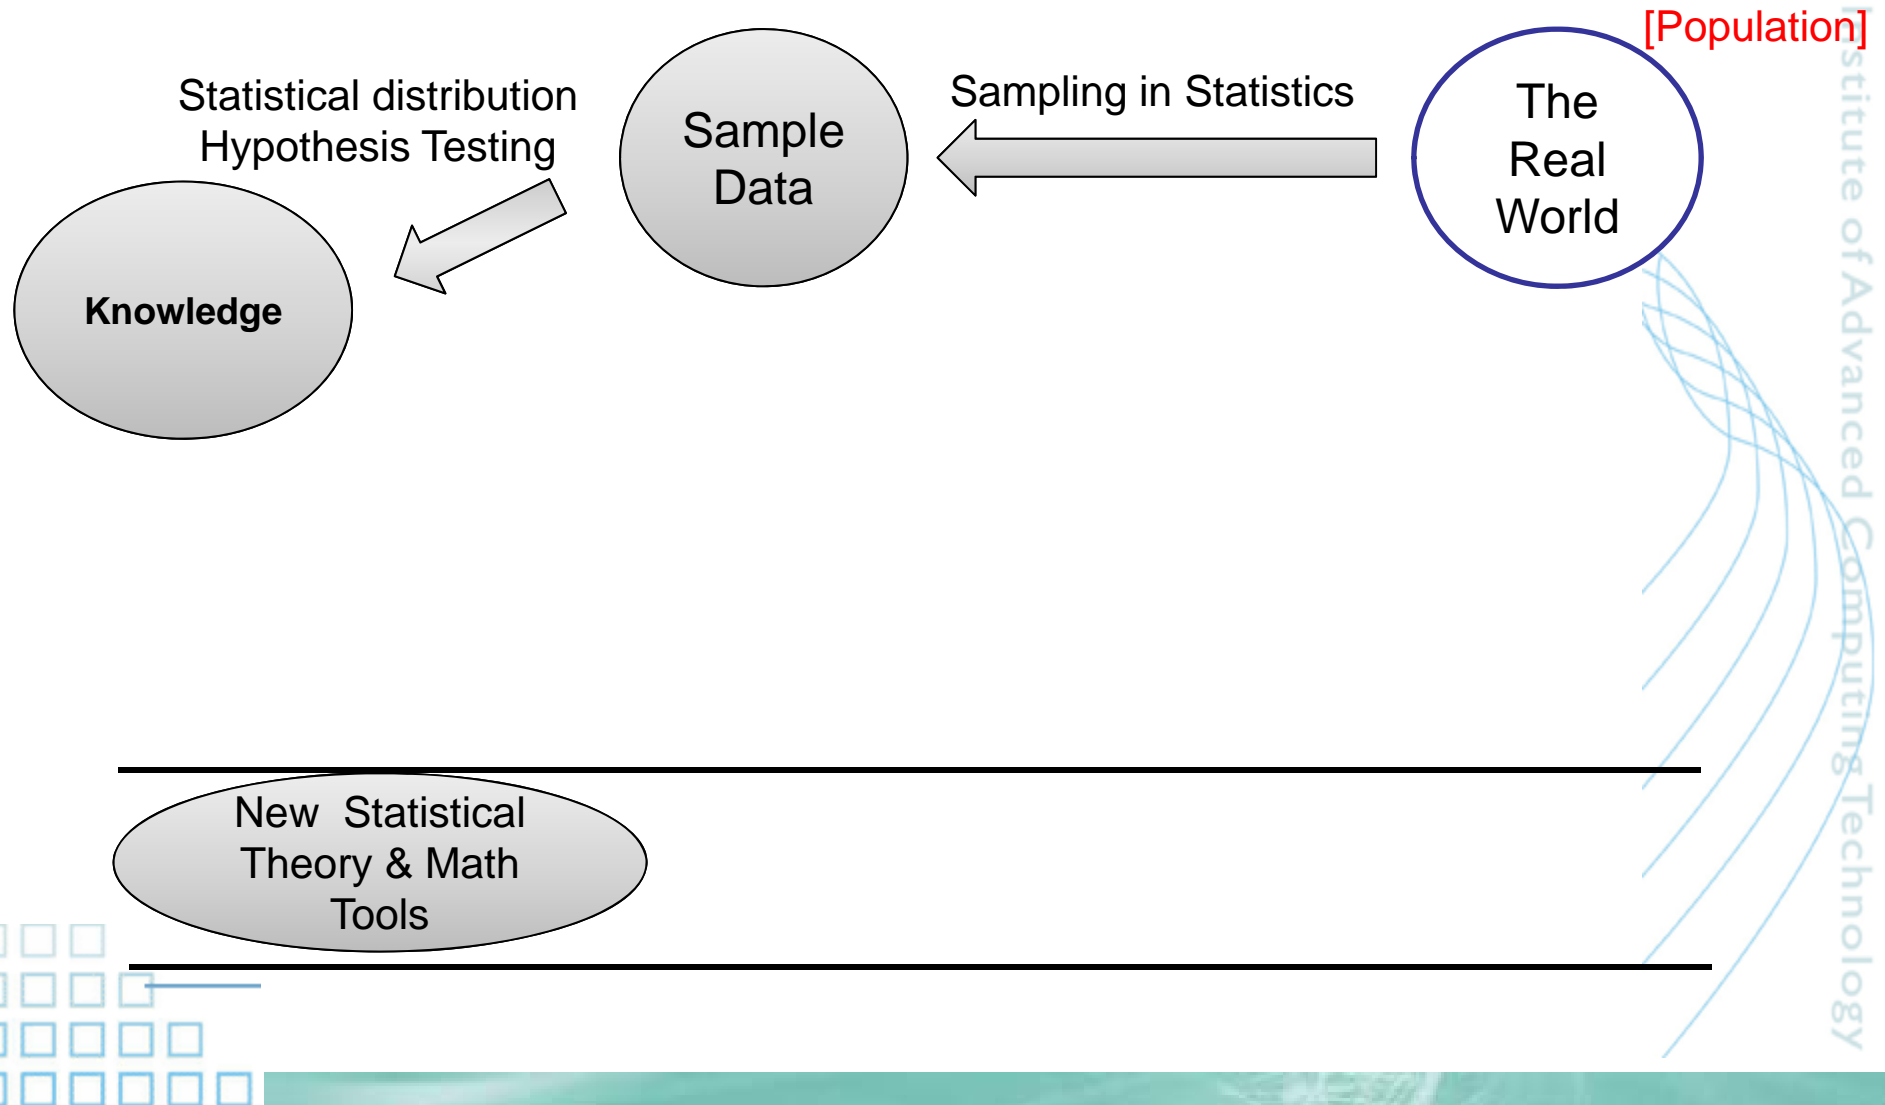 [Population]
Statistical distribution
Hypothesis Testing
Sample
Data
Sampling in Statistics
The
Real
World
Knowledge
New  Statistical
Theory & Math
Tools
Institute of Advanced Computing Technology